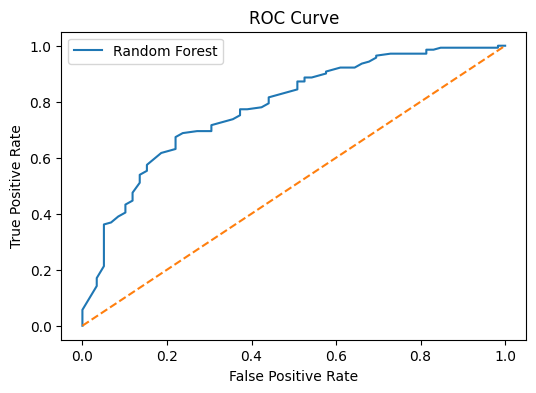 ROC Curve
Random Forest
True Positive Rate
1.0
0.8
0.6
0.4
0.2
0.0
0.0 0.2 0.4 0.6 0.8 1.0
False Positive Rate